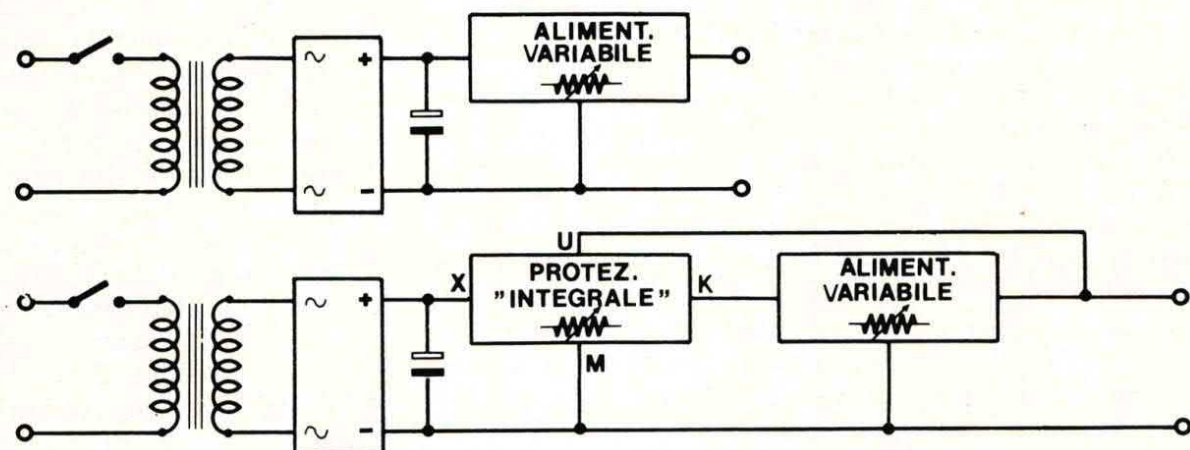 ~ +
ALIMENT.
VARIABILE
~ -
U
X
PROTEZ.
"INTEGRALE"
K
ALIMENT.
VARIABILE
~ +
M
~ -